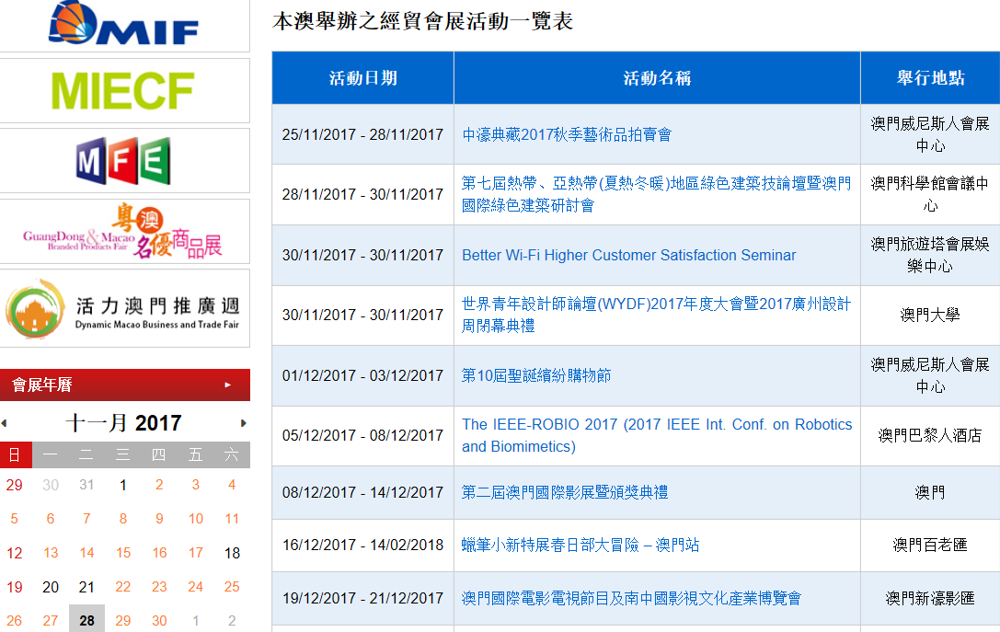 MIF
MIECF
MFE
粵澳
GuangDong & Macao
Branded Products Fair
名優商品展
活力澳門推廣週
Dynamic Macao Business and Trade Fair
會展年曆
十一月 2017
日 一 二 三 四 五 六
29 30 31 1 2 3 4
5 6 7 8 9 10 11
12 13 14 15 16 17 18
19 20 21 22 23 24 25
26 27 28 29 30 1 2
本澳舉辦之經貿會展活動一覽表
活動日期 活動名稱 舉行地點
25/11/2017 - 28/11/2017 中濠典藏2017秋季藝術品拍賣會 澳門威尼斯人會展
中心
28/11/2017 - 30/11/2017 第七屆熱帶、亞熱帶(夏熱冬暖)地區綠色建築技論壇暨澳門
國際綠色建築研討會 澳門科學館會議中
心
30/11/2017 - 30/11/2017 Better Wi-Fi Higher Customer Satisfaction Seminar 澳門旅遊塔會展娛
樂中心
30/11/2017 - 30/11/2017 世界青年設計師論壇(WYDF)2017年度大會暨2017廣州設計
周閉幕典禮 澳門大學
01/12/2017 - 03/12/2017 第10屆聖誕繽紛購物節 澳門威尼斯人會展
中心
05/12/2017 - 08/12/2017 The IEEE-ROBIO 2017 (2017 IEEE Int. Conf. on Robotics
and Biomimetics) 澳門巴黎人酒店
08/12/2017 - 14/12/2017 第二屆澳門國際影展暨頒獎典禮 澳門
16/12/2017 - 14/02/2018 蠟筆小新特展春日部大冒險 – 澳門站 澳門百老匯
19/12/2017 - 21/12/2017 澳門國際電影電視節目及南中國影視文化產業博覽會 澳門新濠影匯